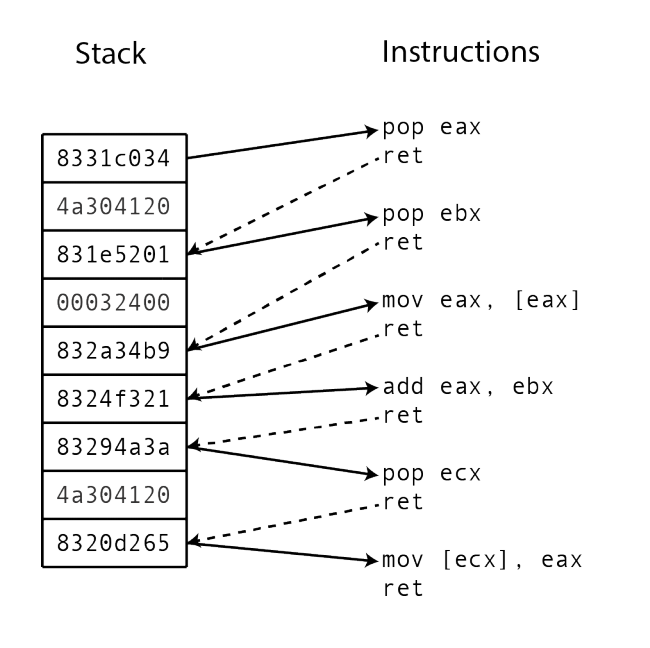 Stack
8331c034
4a304120
831e5201
00032400
832a34b9
8324f321
83294a3a
4a304120
8320d265
Instructions
pop eax
ret
pop ebx
ret
mov eax, [eax]
ret
add eax, ebx
ret
pop ecx
ret
mov [ecx], eax
ret